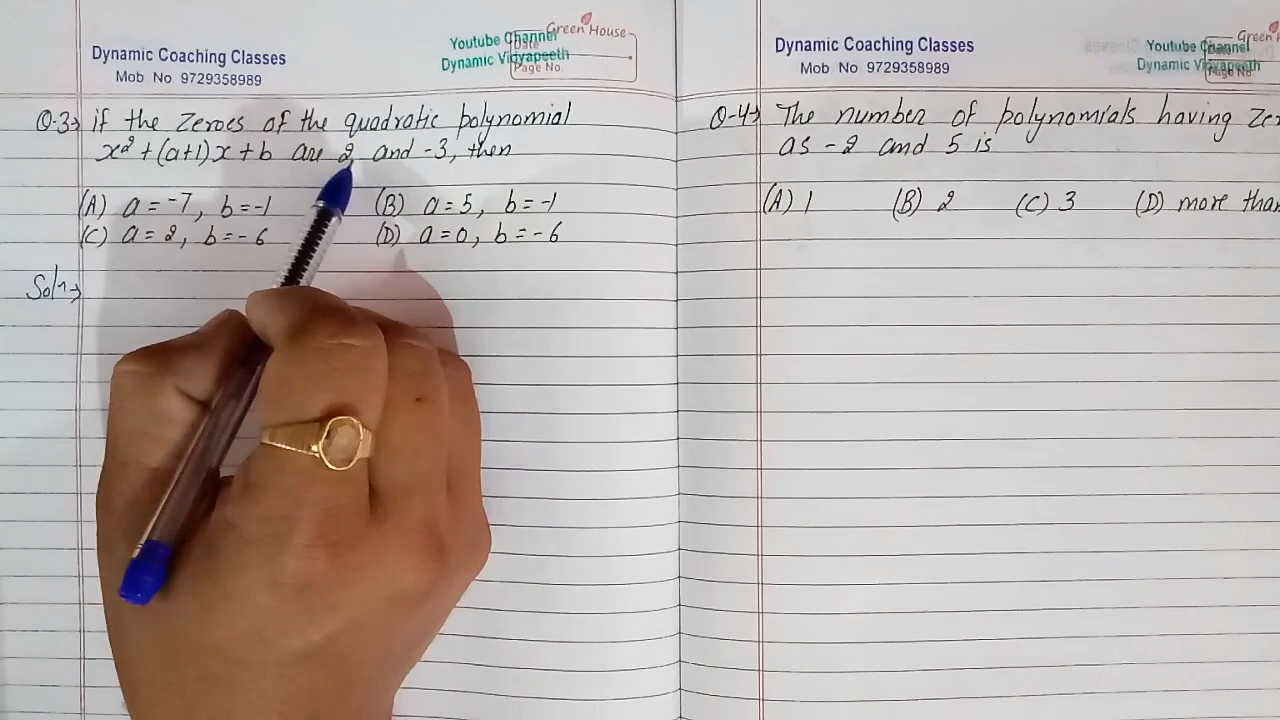 Dynamic Coaching Classes
Mob No 9729358989
Youtube Channel
Dynamic Vidyapeeth
Green House
Date
Page No.
Q.3→ if the zeroes of the quadratic polynomial
x² + (a+1)x + b are 2 and -3, then
(A) a = -7, b = -1 (B) a = 5, b = -1
(C) a = 2, b = -6 (D) a = 0, b = -6
Soln→
Dynamic Coaching Classes
Mob No 9729358989
Youtube Channel
Dynamic Vidyapeeth
Green
Page No.
Q-4→ The number of polynomials having
as -2 and 5 is
(A) 1 (B) 2 (C) 3 (D) more than